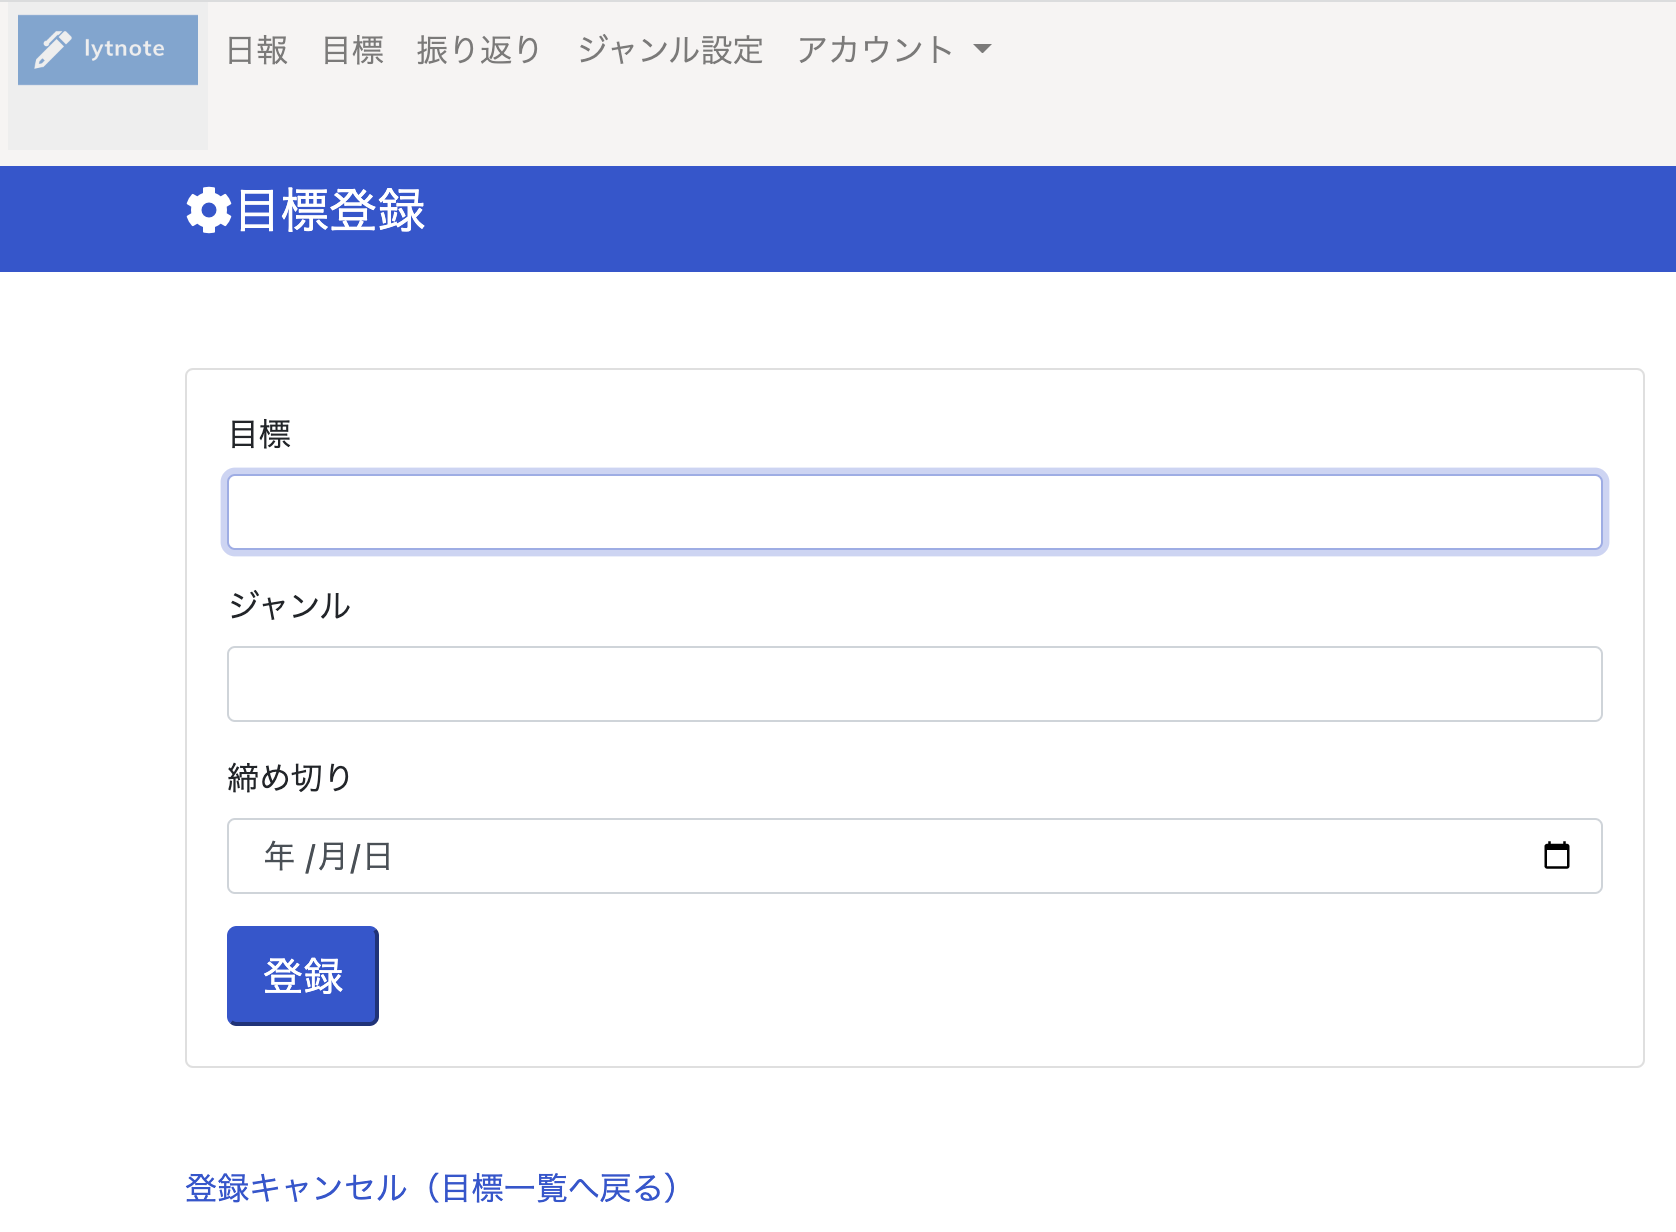 lytnote 日報 目標 振り返り ジャンル設定 アカウント
目標登録
目標
ジャンル
締め切り
年 /月/日
登録
登録キャンセル（目標一覧へ戻る）